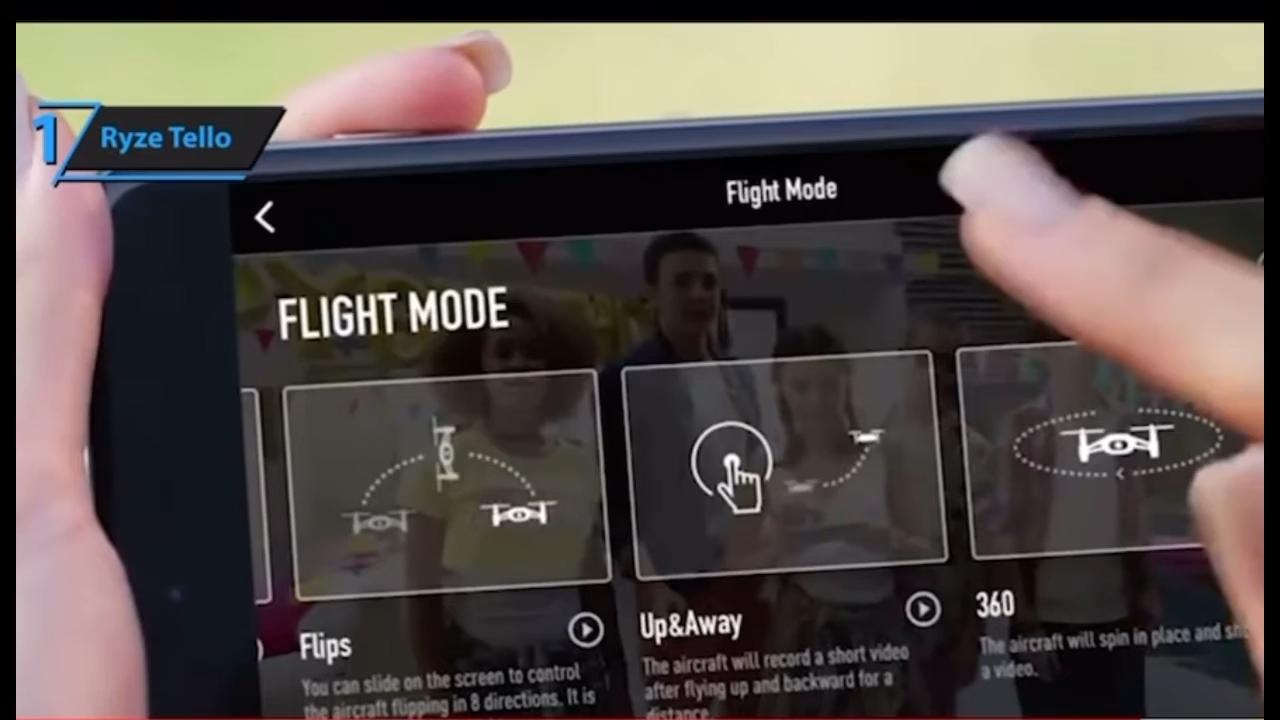 1 Ryze Tello
Flight Mode
FLIGHT MODE
Flips
You can slide on the screen to control
the aircraft flipping in 8 directions. It is
Up&Away
The aircraft will record a short video
after flying up and backward for a
distance.
360
The aircraft will spin in place and
a video.